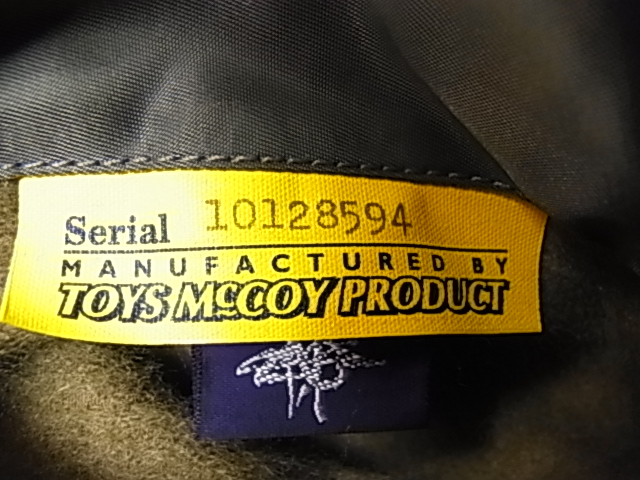 Serial 10128594
MANUFACTURED BY
TOYS McCOY PRODUCT